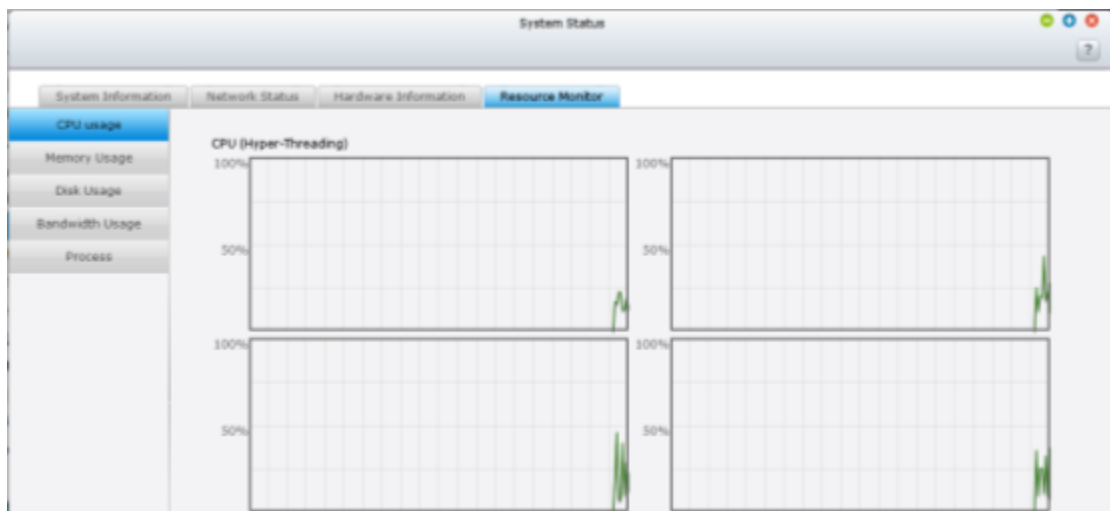 System Status
?
System Information Network Status Hardware Information Resource Monitor
CPU usage
Memory Usage
Disk Usage
Bandwidth Usage
Process
CPU (Hyper-Threading)
100% 100%
50% 50%
100% 100%
50% 50%